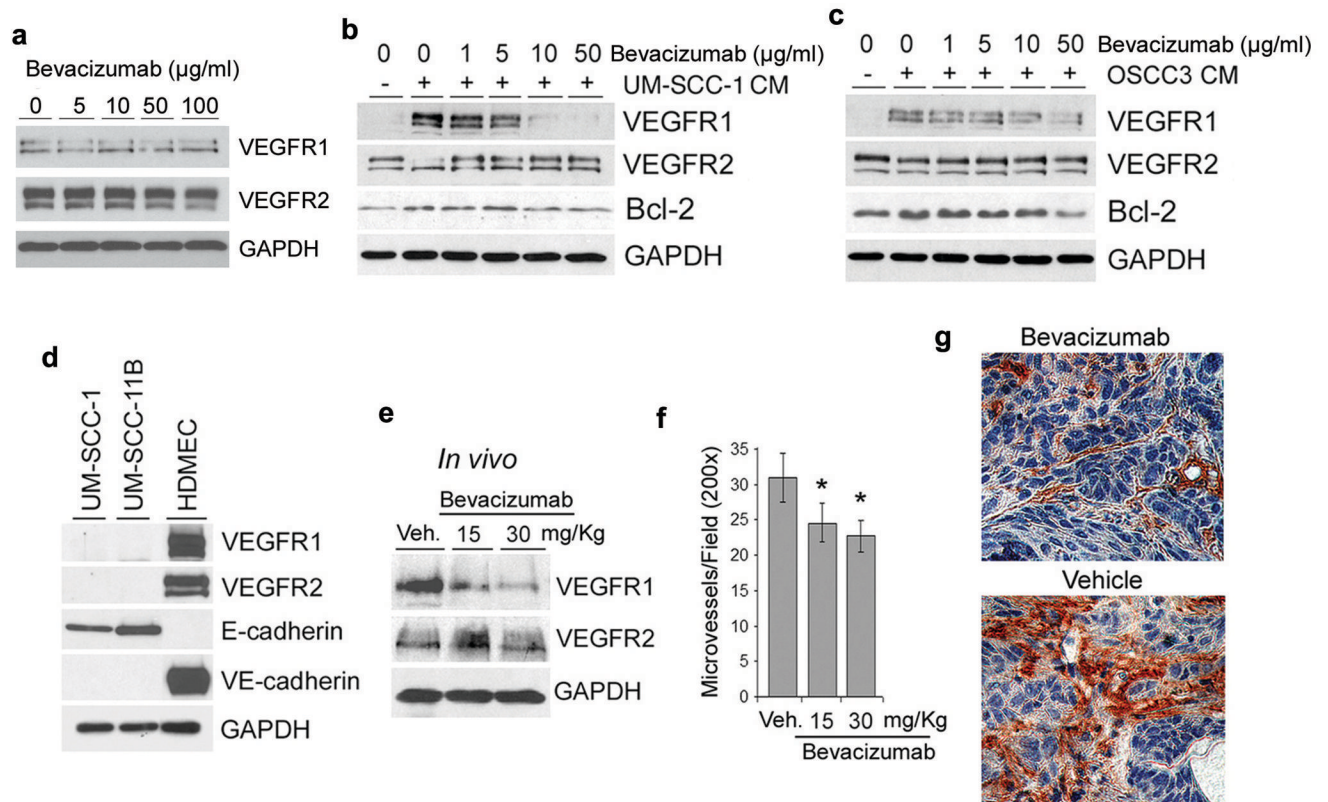 a
Bevacizumab (µg/ml)
0 5 10 50 100
VEGFR1
VEGFR2
GAPDH
b
0 0 1 5 10 50 Bevacizumab (µg/ml)
- + + + + + UM-SCC-1 CM
VEGFR1
VEGFR2
Bcl-2
GAPDH
c
0 0 1 5 10 50 Bevacizumab (µg/ml)
- + + + + + OSCC3 CM
VEGFR1
VEGFR2
Bcl-2
GAPDH
d
UM-SCC-1
UM-SCC-11B
HDMEC
VEGFR1
VEGFR2
E-cadherin
VE-cadherin
GAPDH
e
In vivo
Bevacizumab
Veh. 15 30 mg/Kg
VEGFR1
VEGFR2
GAPDH
f
Microvessels/Field (200x)
35
30
25
20
15
10
5
0
* *
Veh. 15 30 mg/Kg
Bevacizumab
g
Bevacizumab
Vehicle